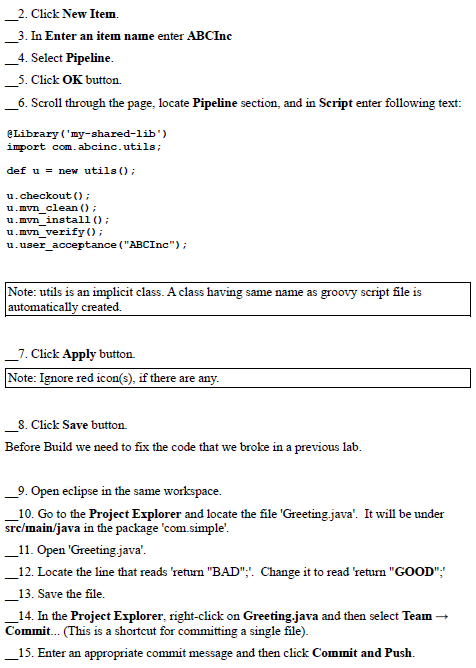 __2. Click New Item.
__3. In Enter an item name enter ABCInc
__4. Select Pipeline.
__5. Click OK button.
__6. Scroll through the page, locate Pipeline section, and in Script enter following text:
@Library('my-shared-lib')
import com.abcinc.utils;
def u = new utils();
u.checkout();
u.mvn_clean();
u.mvn_install();
u.mvn_verify();
u.user_acceptance("ABCInc");
Note: utils is an implicit class. A class having same name as groovy script file is
automatically created.
__7. Click Apply button.
Note: Ignore red icon(s), if there are any.
__8. Click Save button.
Before Build we need to fix the code that we broke in a previous lab.
__9. Open eclipse in the same workspace.
__10. Go to the Project Explorer and locate the file 'Greeting.java'.  It will be under
src/main/java in the package 'com.simple'.
__11. Open 'Greeting.java'.
__12. Locate the line that reads 'return "BAD";'.  Change it to read 'return "GOOD";'
__13. Save the file.
__14. In the Project Explorer, right-click on Greeting.java and then select Team →
Commit... (This is a shortcut for committing a single file).
__15. Enter an appropriate commit message and then click Commit and Push.